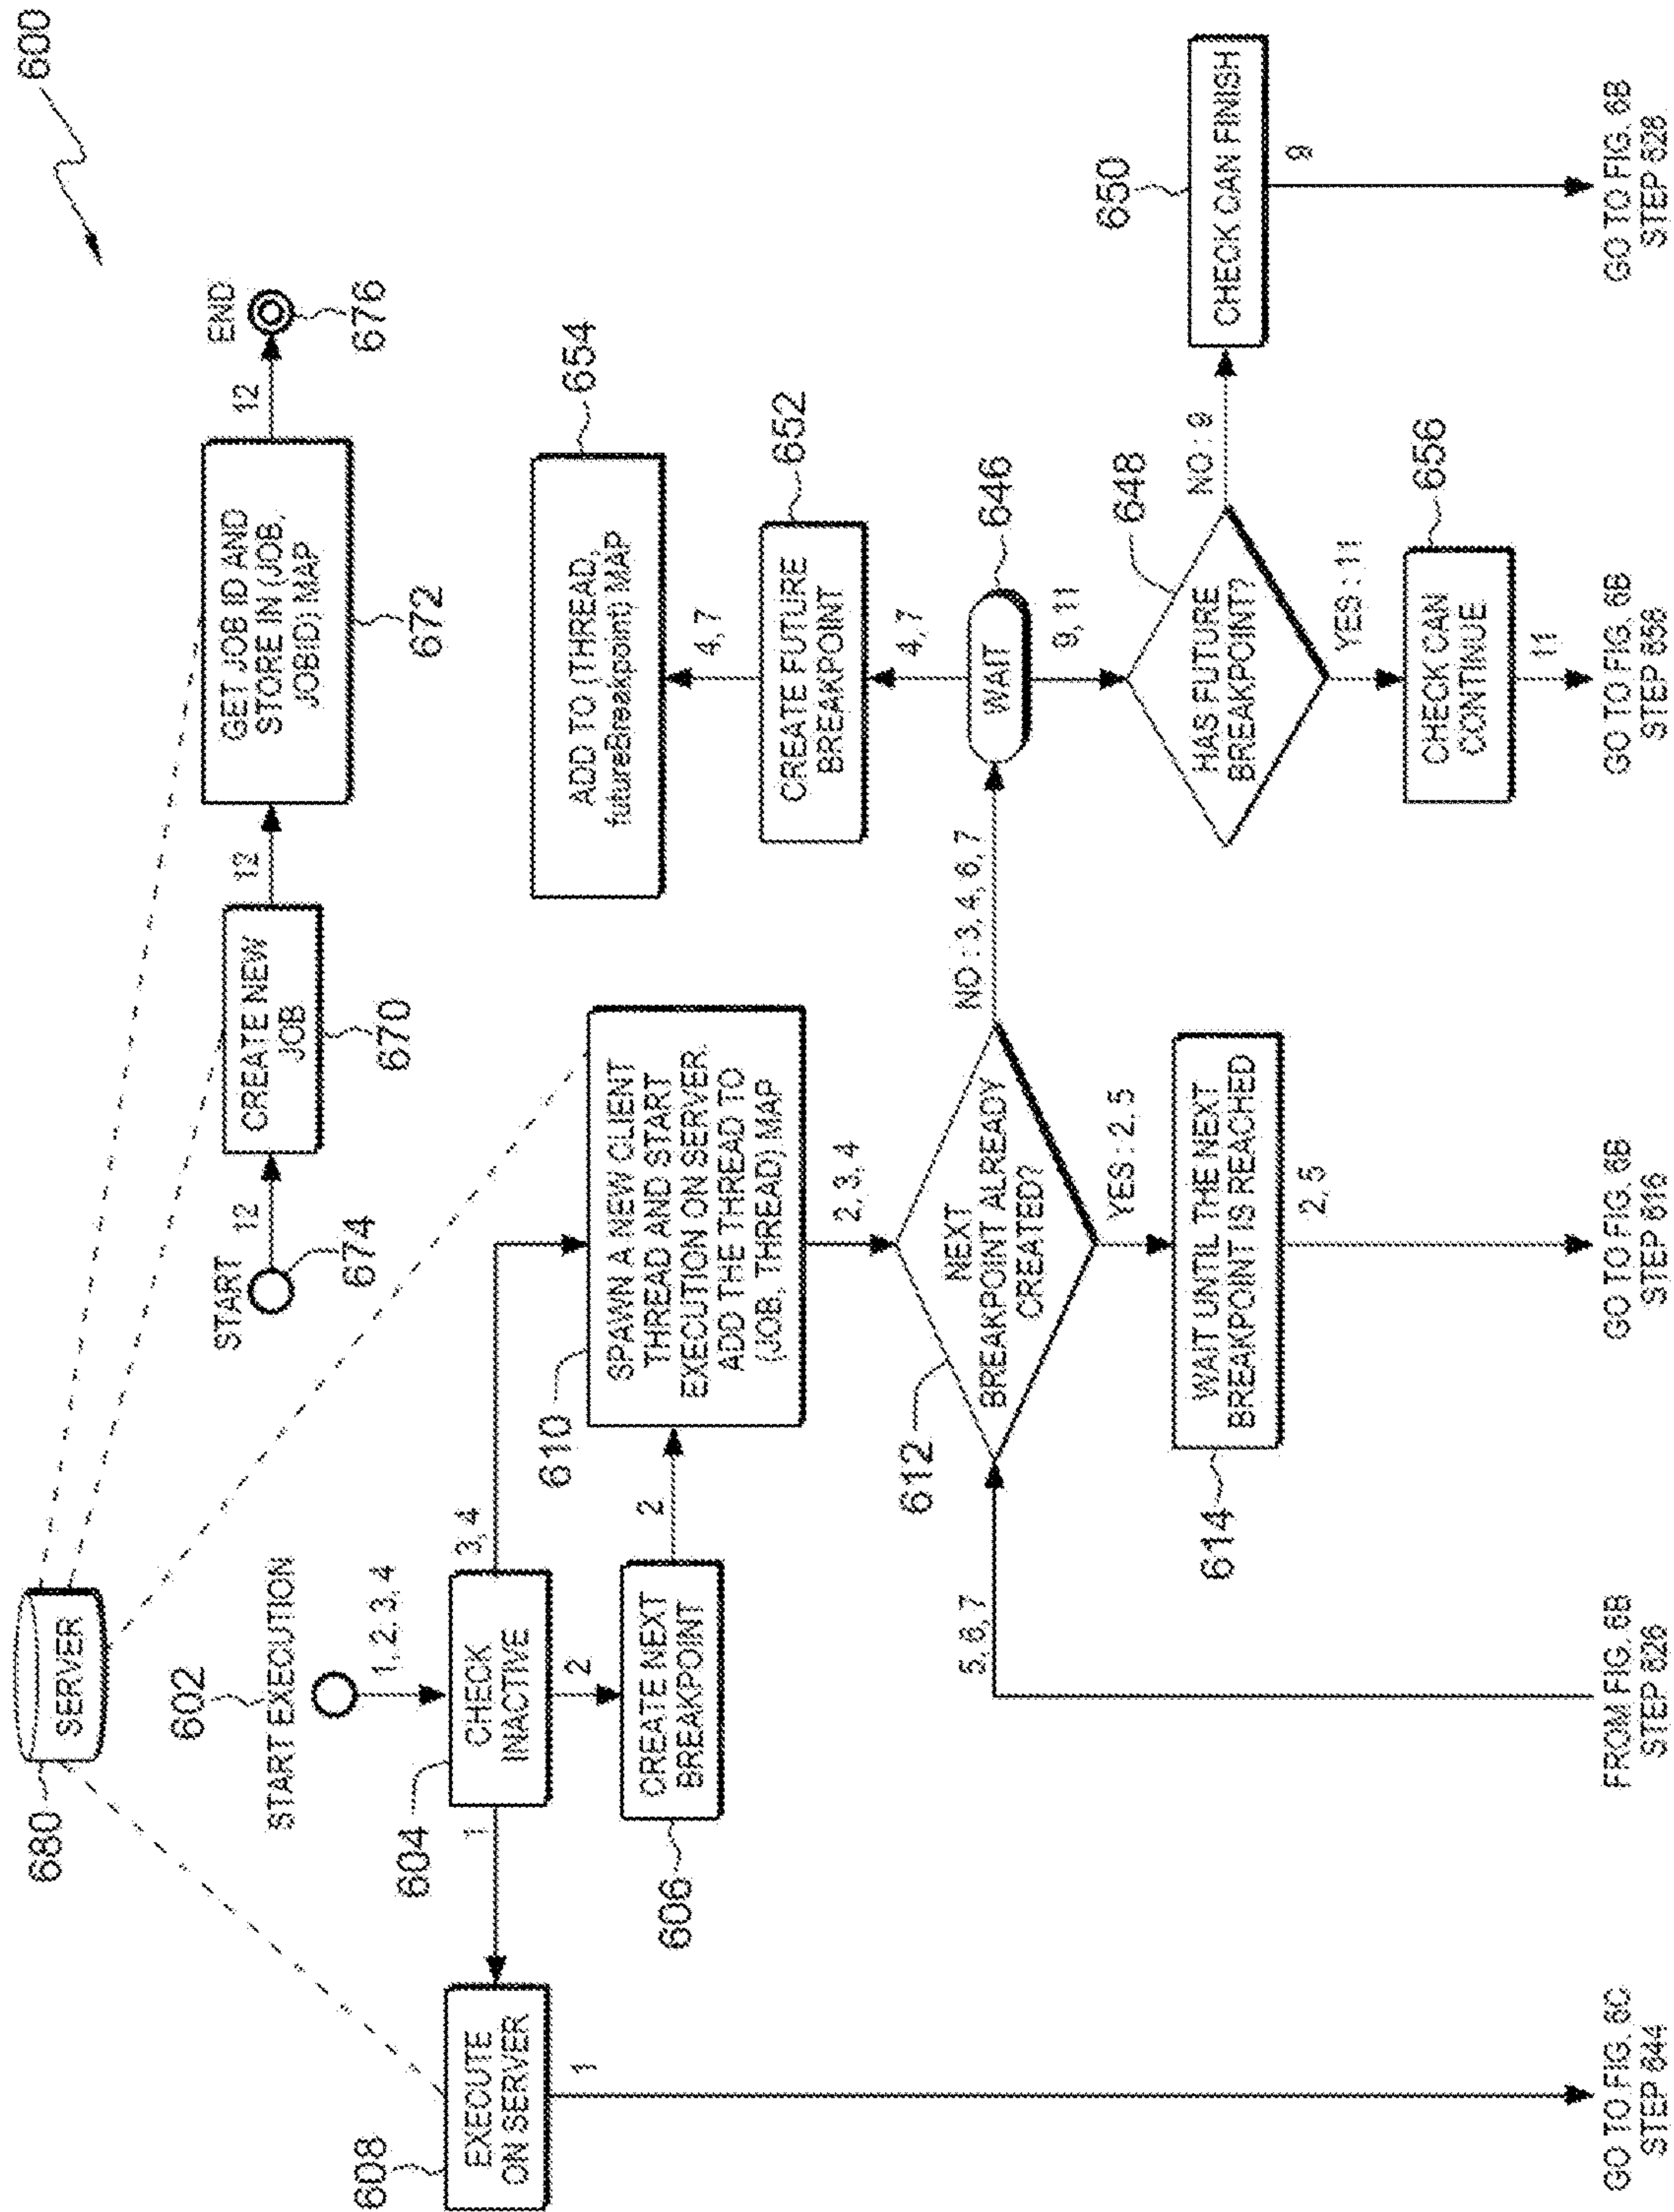 600
680
SERVER
START
674
12
CREATE NEW
JOB
670
12
GET JOB ID AND
STORE IN (JOB,
JOBID) MAP
672
12
END
676
602
START EXECUTION
1, 2, 3, 4
604
CHECK
INACTIVE
1
2
3, 4
608
EXECUTE
ON SERVER
1
GO TO FIG. 6C
STEP 644
606
CREATE NEXT
BREAKPOINT
2
610
SPAWN A NEW CLIENT
THREAD AND START
EXECUTION ON SERVER.
ADD THE THREAD TO
(JOB, THREAD) MAP
2, 3, 4
612
NEXT
BREAKPOINT ALREADY
CREATED?
5, 6, 7
FROM FIG. 6B
STEP 626
YES : 2, 5
614
WAIT UNTIL THE NEXT
BREAKPOINT IS REACHED
2, 5
GO TO FIG. 6B
STEP 616
NO : 3, 4, 6, 7
WAIT
646
4, 7
CREATE FUTURE
BREAKPOINT
652
4, 7
ADD TO (THREAD,
futureBreakpoint) MAP
654
9, 11
648
HAS FUTURE
BREAKPOINT?
YES : 11
656
CHECK CAN
CONTINUE
11
GO TO FIG. 6B
STEP 658
NO : 9
650
CHECK CAN FINISH
9
GO TO FIG. 6B
STEP 628